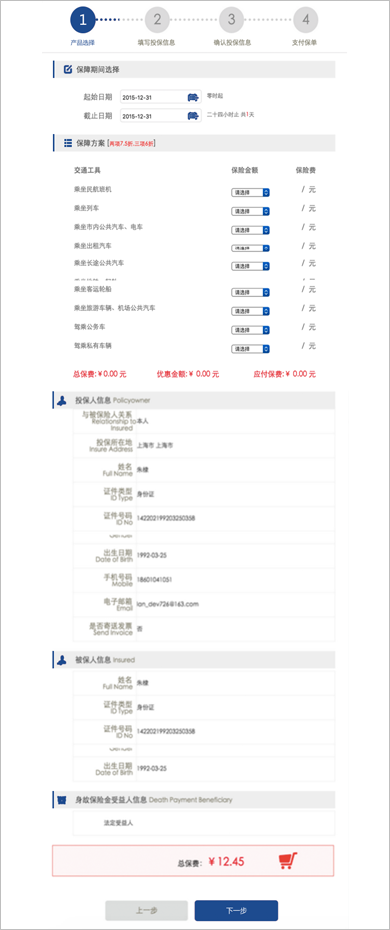 1
2
3
4
产品选择
填写投保信息
确认投保信息
支付保单
保障期间选择
起始日期 2015-12-31 零时起
截止日期 2015-12-31 二十四小时止 共1天
保障方案 [两项7.5折,三项6折]
交通工具 保险金额 保险费
乘坐民航班机 请选择 / 元
乘坐列车 请选择 / 元
乘坐市内公共汽车、电车 请选择 / 元
乘坐出租汽车 请选择 / 元
乘坐长途公共汽车 请选择 / 元
乘坐客运轮船 请选择 / 元
乘坐旅游车辆、机场公共汽车 请选择 / 元
驾乘公务车 请选择 / 元
驾乘私有车辆 请选择 / 元
总保费:¥ 0.00 元 优惠金额:¥ 0.00 元 应付保费:¥ 0.00 元
投保人信息 Policyowner
与被保险人关系 本人
Relationship to
Insured
投保所在地 上海市 上海市
Insure Address
姓名
Full Name
证件类型 身份证
ID Type
证件号码 142202199203250358
ID No
Gender
出生日期 1992-03-25
Date of Birth
手机号码 18601041051
Mobile
电子邮箱 lan_dev726@163.com
Email
是否寄送发票 否
Send Invoice
被保人信息 Insured
姓名
Full Name
证件类型 身份证
ID Type
证件号码 142202199203250358
ID No
Gender
出生日期 1992-03-25
Date of Birth
身故保险金受益人信息 Death Payment Beneficiary
法定受益人
总保费: ¥ 12.45
上一步 下一步